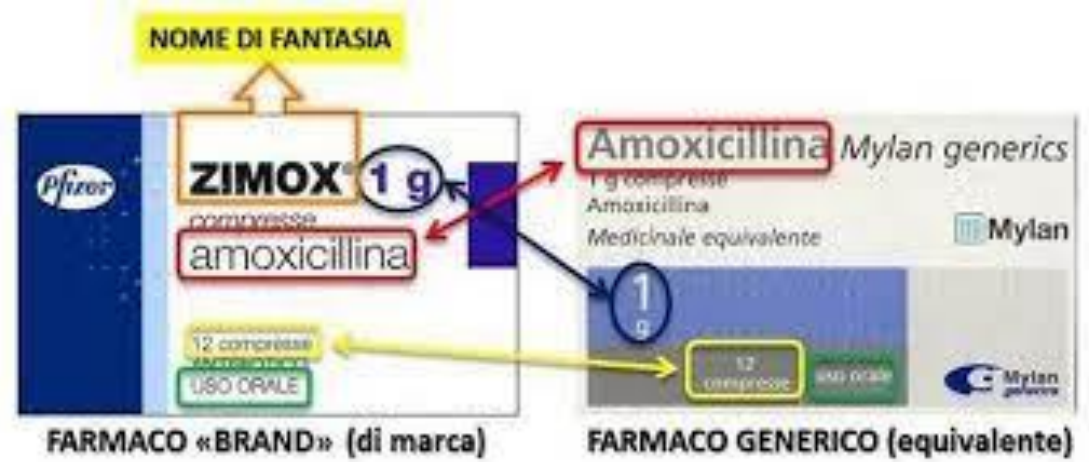 NOME DI FANTASIA
Pfizer
ZIMOX® 1 g
compresse
amoxicillina
12 compresse
USO ORALE
Amoxicillina Mylan generics
1 g compresse
Amoxicillina
Medicinale equivalente
Mylan
1
g
12
compresse
uso orale
Mylan
FARMACO «BRAND» (di marca)
FARMACO GENERICO (equivalente)